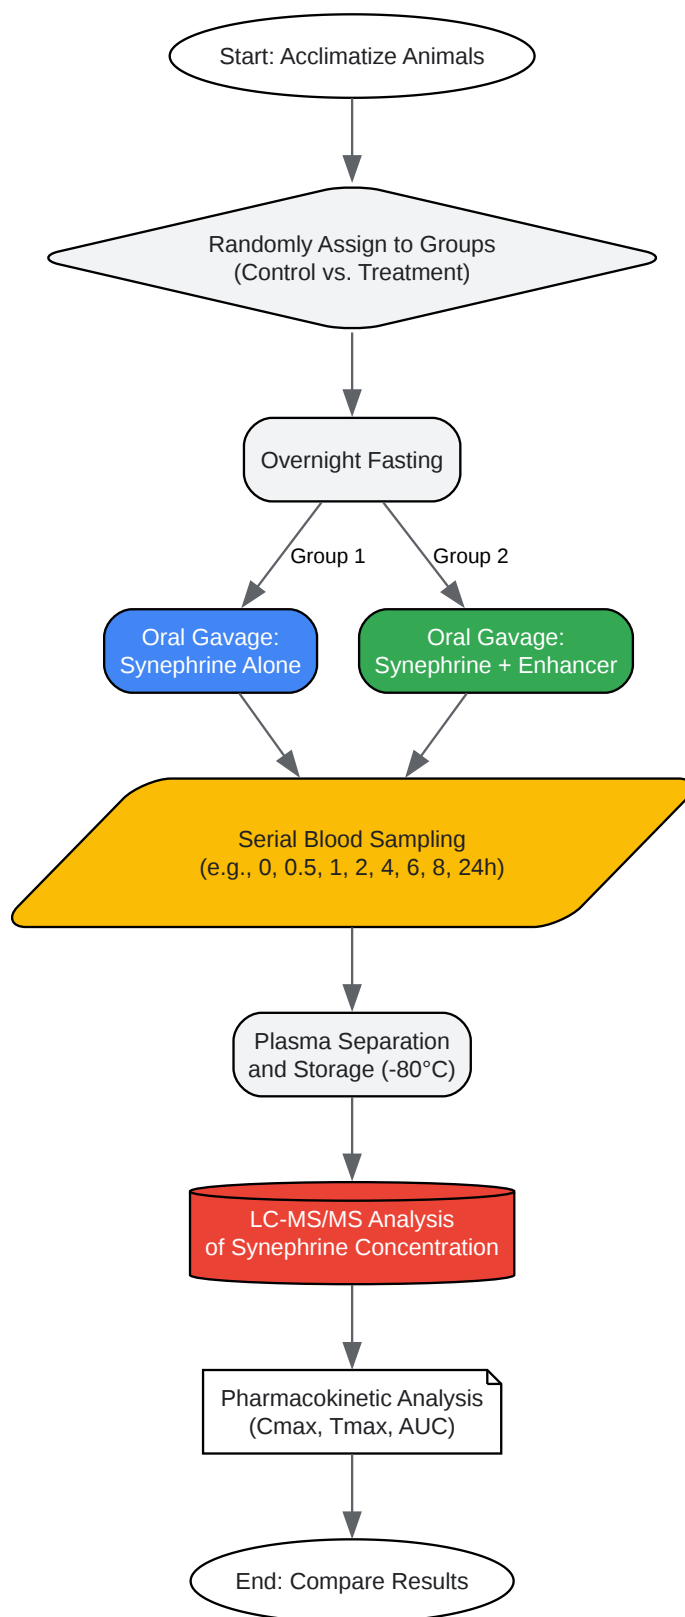 Start: Acclimatize Animals
Randomly Assign to Groups
(Control vs. Treatment)
Overnight Fasting
Group 1
Group 2
Oral Gavage:
Synephrine Alone
Oral Gavage:
Synephrine + Enhancer
Serial Blood Sampling
(e.g., 0, 0.5, 1, 2, 4, 6, 8, 24h)
Plasma Separation
and Storage (-80°C)
LC-MS/MS Analysis
of Synephrine Concentration
Pharmacokinetic Analysis
(Cmax, Tmax, AUC)
End: Compare Results